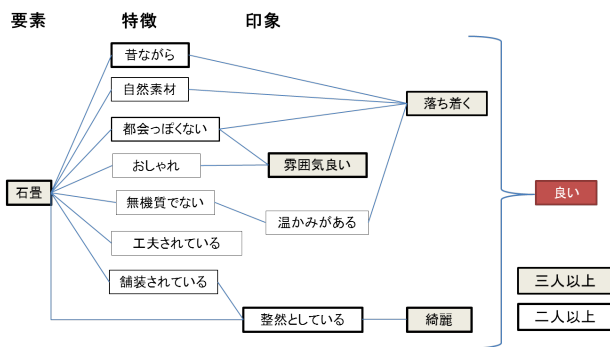 要素 特徴 印象
昔ながら
自然素材
落ち着く
都会っぽくない
おしゃれ
雰囲気良い
石畳
無機質でない
良い
温かみがある
工夫されている
舗装されている
三人以上
整然としている
綺麗
二人以上